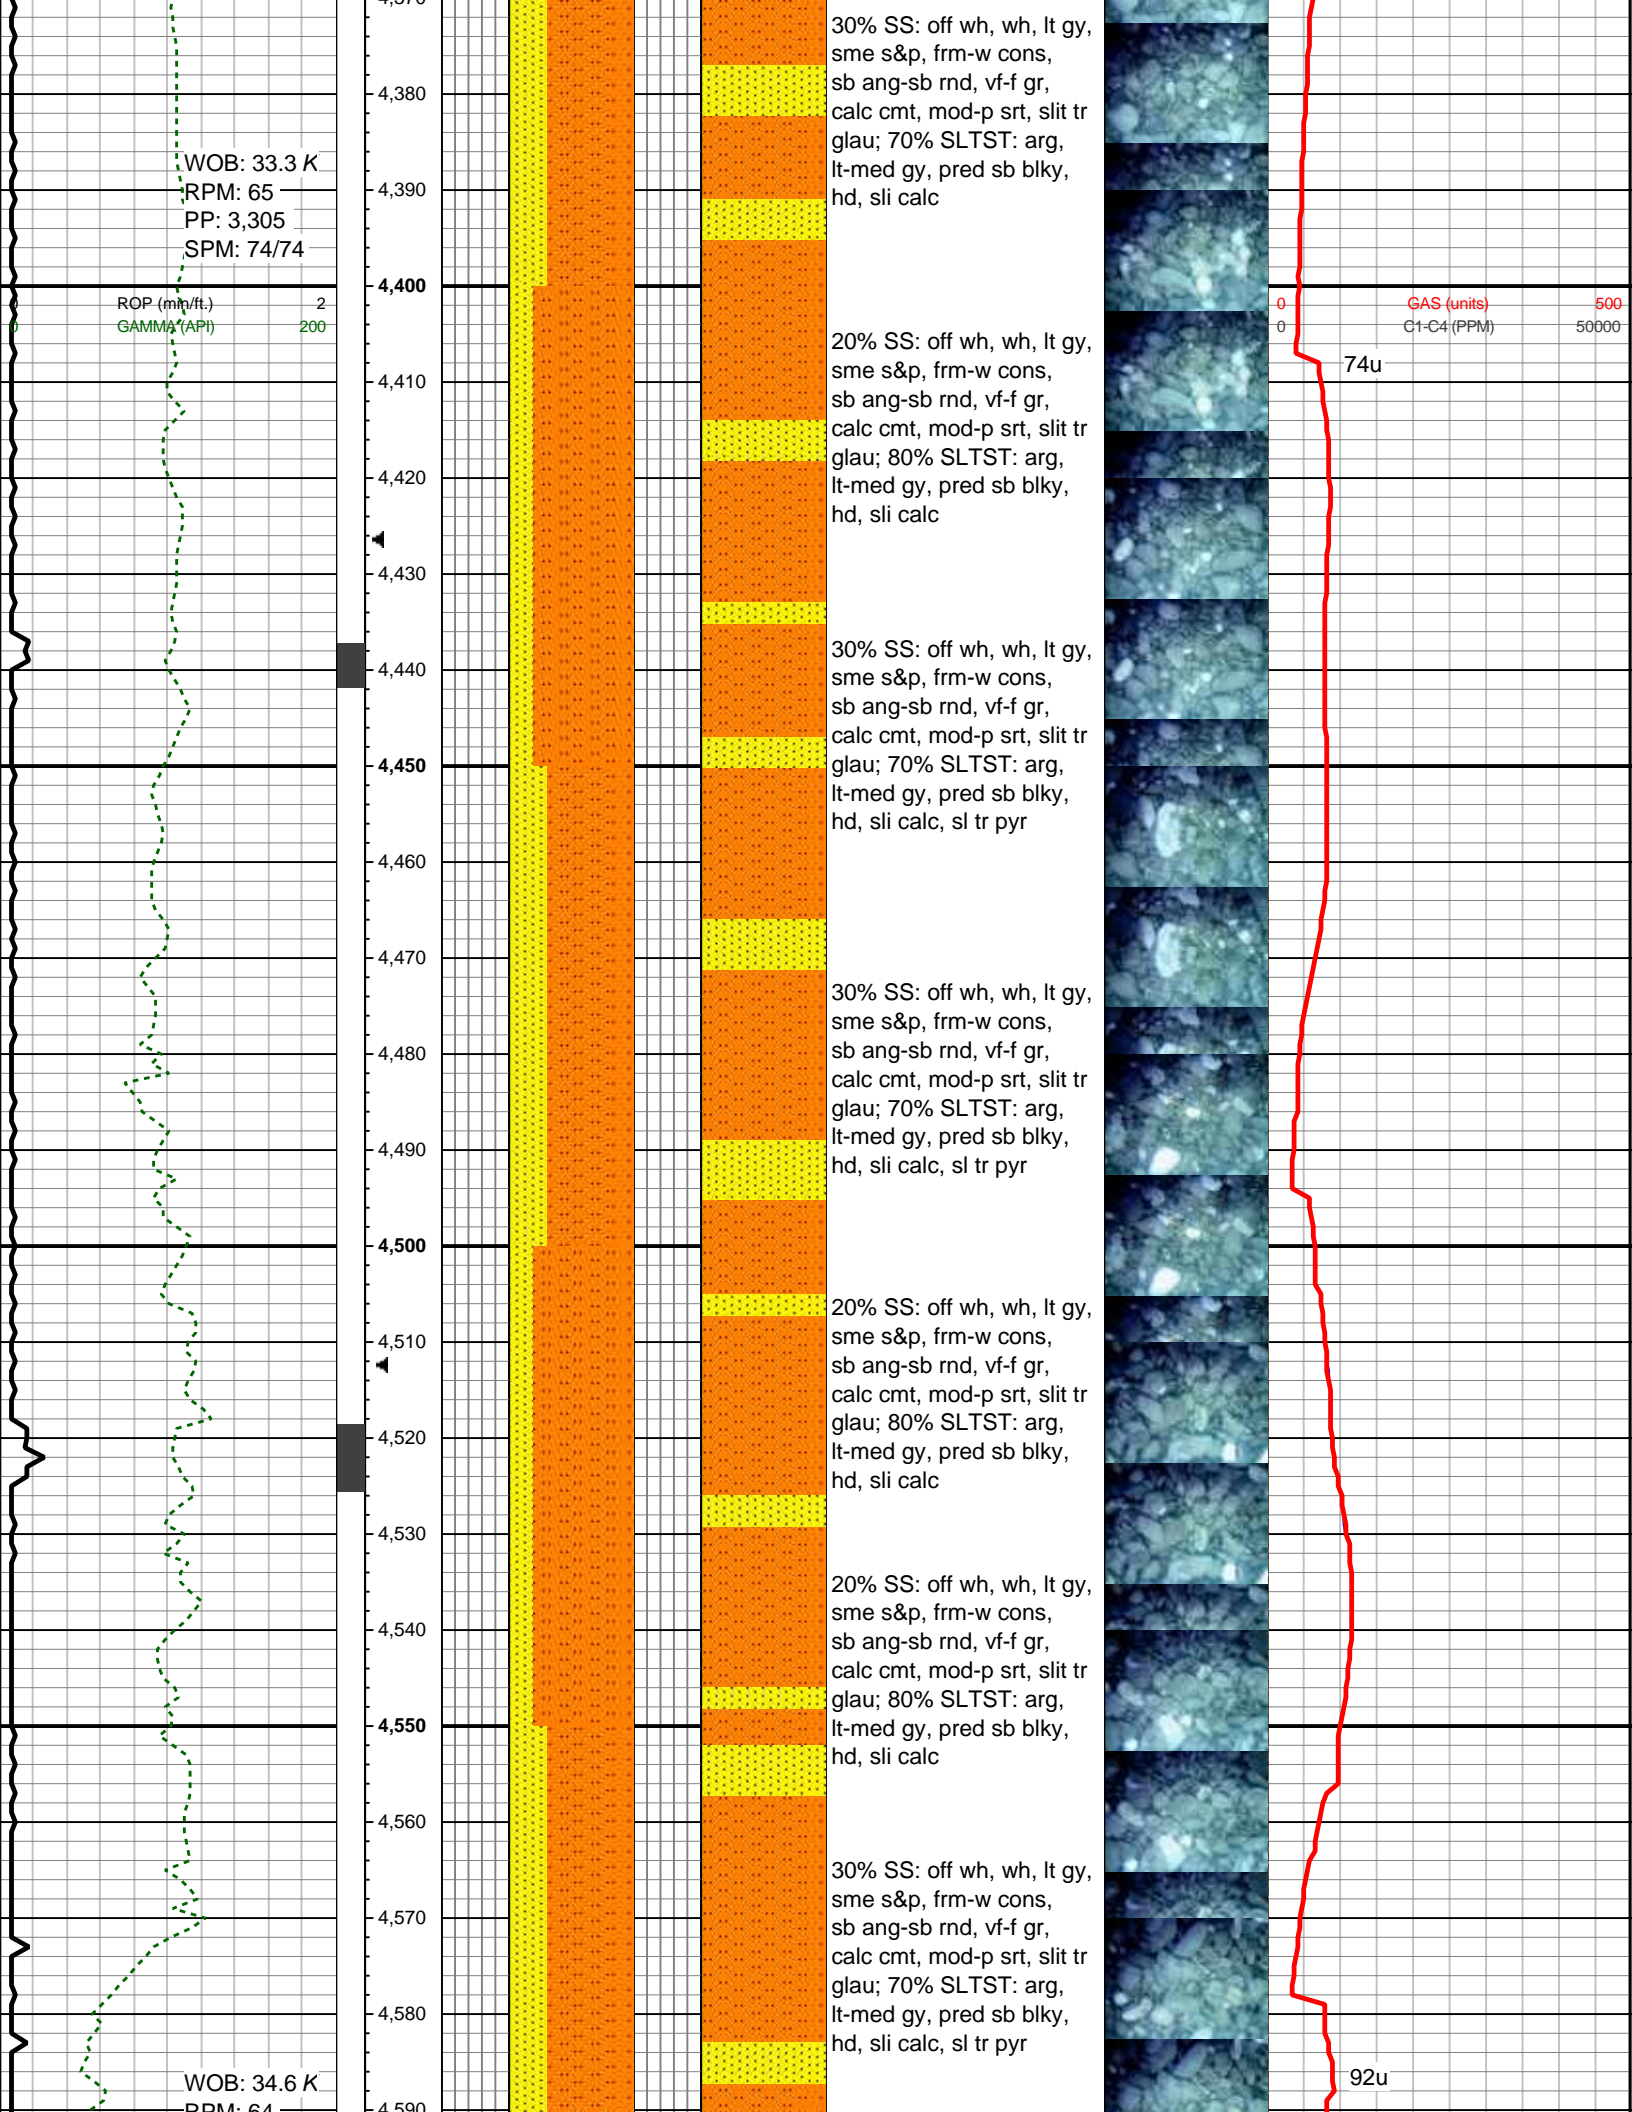 4,370
30% SS: off wh, wh, lt gy,
sme s&p, frm-w cons,
sb ang-sb rnd, vf-f gr,
calc cmt, mod-p srt, slit tr
glau; 70% SLTST: arg,
lt-med gy, pred sb blky,
hd, sli calc
4,380
WOB: 33.3 K
RPM: 65
PP: 3,305
SPM: 74/74
4,390
4,400
0 ROP (min/ft.) 2
0 GAMMA (API) 200
0 GAS (units) 500
0 C1-C4 (PPM) 50000
74u
20% SS: off wh, wh, lt gy,
sme s&p, frm-w cons,
sb ang-sb rnd, vf-f gr,
calc cmt, mod-p srt, slit tr
glau; 80% SLTST: arg,
lt-med gy, pred sb blky,
hd, sli calc
4,410
4,420
4,430
4,440
30% SS: off wh, wh, lt gy,
sme s&p, frm-w cons,
sb ang-sb rnd, vf-f gr,
calc cmt, mod-p srt, slit tr
glau; 70% SLTST: arg,
lt-med gy, pred sb blky,
hd, sli calc, sl tr pyr
4,450
4,460
4,470
4,480
30% SS: off wh, wh, lt gy,
sme s&p, frm-w cons,
sb ang-sb rnd, vf-f gr,
calc cmt, mod-p srt, slit tr
glau; 70% SLTST: arg,
lt-med gy, pred sb blky,
hd, sli calc, sl tr pyr
4,490
4,500
4,510
20% SS: off wh, wh, lt gy,
sme s&p, frm-w cons,
sb ang-sb rnd, vf-f gr,
calc cmt, mod-p srt, slit tr
glau; 80% SLTST: arg,
lt-med gy, pred sb blky,
hd, sli calc
4,520
4,530
4,540
20% SS: off wh, wh, lt gy,
sme s&p, frm-w cons,
sb ang-sb rnd, vf-f gr,
calc cmt, mod-p srt, slit tr
glau; 80% SLTST: arg,
lt-med gy, pred sb blky,
hd, sli calc
4,550
4,560
4,570
30% SS: off wh, wh, lt gy,
sme s&p, frm-w cons,
sb ang-sb rnd, vf-f gr,
calc cmt, mod-p srt, slit tr
glau; 70% SLTST: arg,
lt-med gy, pred sb blky,
hd, sli calc, sl tr pyr
4,580
92u
WOB: 34.6 K
RPM: 64
4,590